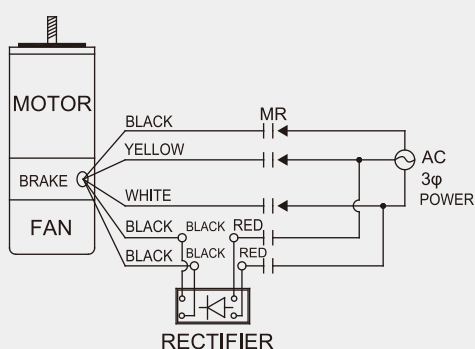 MOTOR
BRAKE
FAN
BLACK
MR
YELLOW
AC
3φ
POWER
WHITE
BLACK
BLACK
RED
BLACK
BLACK
RED
RECTIFIER